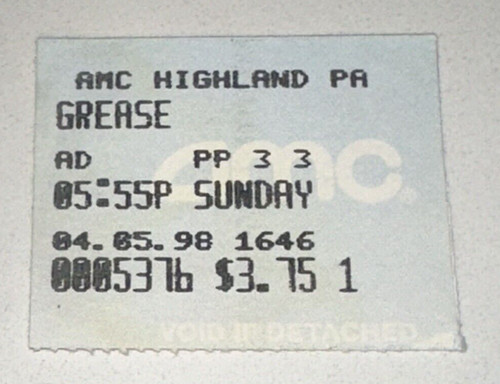 AMC HIGHLAND PA
GREASE
amc
AD PP 3 3
05:55P SUNDAY
04.05.98 1646
0005376 $3.75 1
VOID IF DETACHED